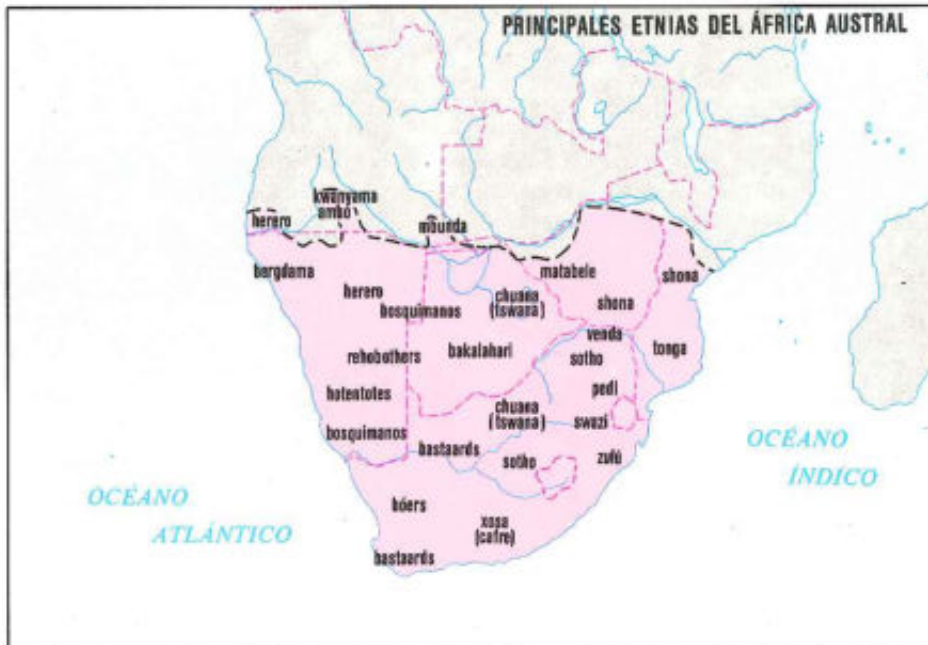 PRINCIPALES ETNIAS DEL ÁFRICA AUSTRAL
kwanyama
ambó
herero
mbunda
bergdama
matabele
shona
herero
chuana
(tswana)
bosquimanos
shona
venda
rehobothers
bakalahari
sotho
tonga
hotentotes
pedi
chuana
(tswana)
swazi
bosquimanos
bastaards
sotho
zulú
OCÉANO
ÍNDICO
OCÉANO
ATLÁNTICO
bóers
xosa
(cafre)
bastaards